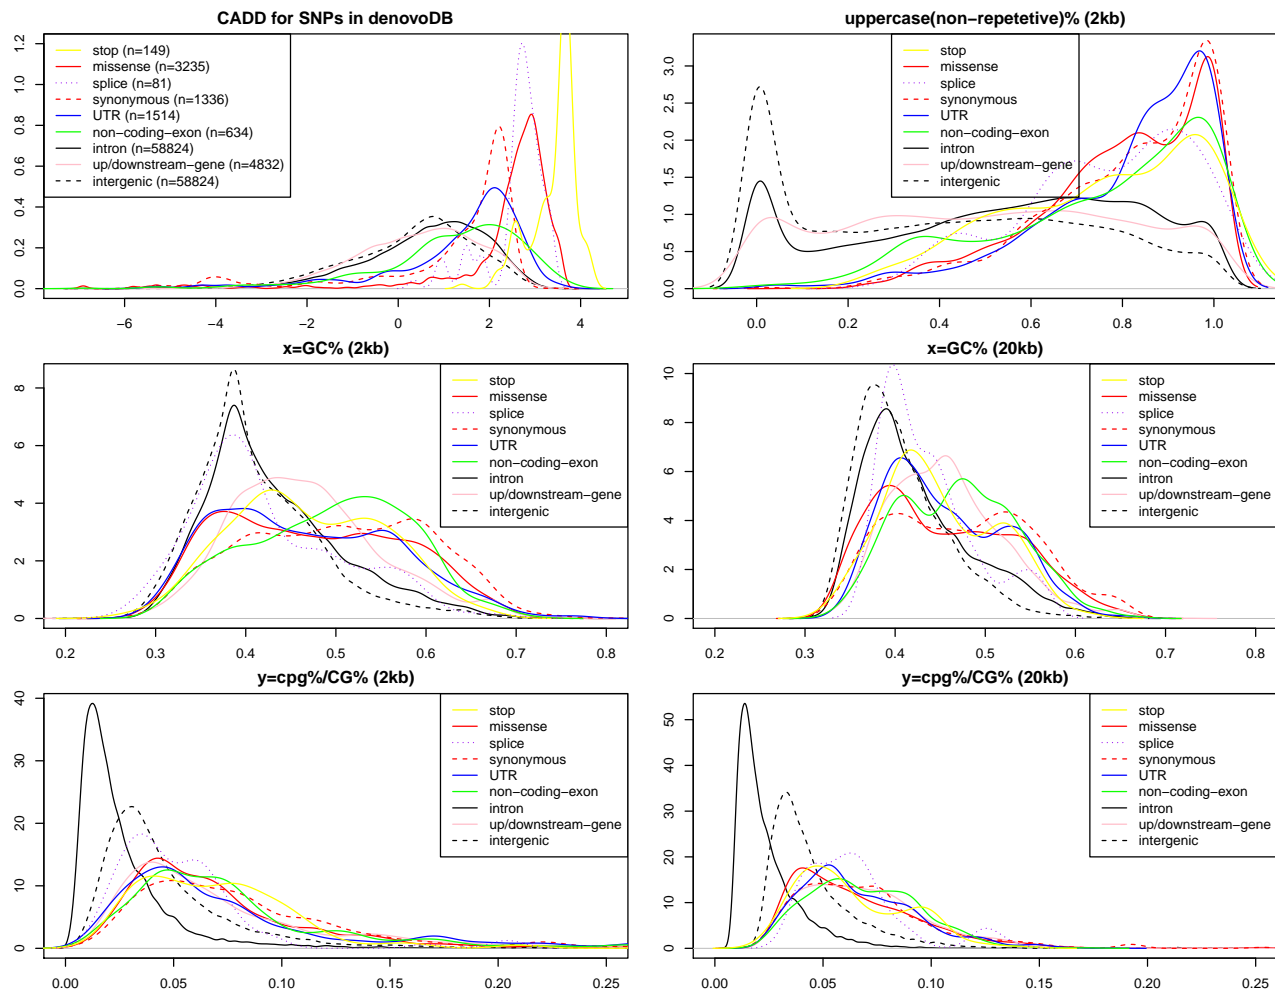 CADD for SNPs in denovoDB
1.2
1.0
0.8
0.6
0.4
0.2
0.0
stop (n=149)
missense (n=3235)
splice (n=81)
synonymous (n=1336)
UTR (n=1514)
non−coding−exon (n=634)
intron (n=58824)
up/downstream−gene (n=4832)
intergenic (n=58824)
−6 −4 −2 0 2 4
uppercase(non−repetetive)% (2kb)
3.0
2.5
2.0
1.5
1.0
0.5
0.0
stop
missense
splice
synonymous
UTR
non−coding−exon
intron
up/downstream−gene
intergenic
0.0 0.2 0.4 0.6 0.8 1.0
x=GC% (2kb)
8
6
4
2
0
stop
missense
splice
synonymous
UTR
non−coding−exon
intron
up/downstream−gene
intergenic
0.2 0.3 0.4 0.5 0.6 0.7 0.8
x=GC% (20kb)
10
8
6
4
2
0
stop
missense
splice
synonymous
UTR
non−coding−exon
intron
up/downstream−gene
intergenic
0.2 0.3 0.4 0.5 0.6 0.7 0.8
y=cpg%/CG% (2kb)
40
30
20
10
0
stop
missense
splice
synonymous
UTR
non−coding−exon
intron
up/downstream−gene
intergenic
0.00 0.05 0.10 0.15 0.20 0.25
y=cpg%/CG% (20kb)
50
40
30
20
10
0
stop
missense
splice
synonymous
UTR
non−coding−exon
intron
up/downstream−gene
intergenic
0.00 0.05 0.10 0.15 0.20 0.25